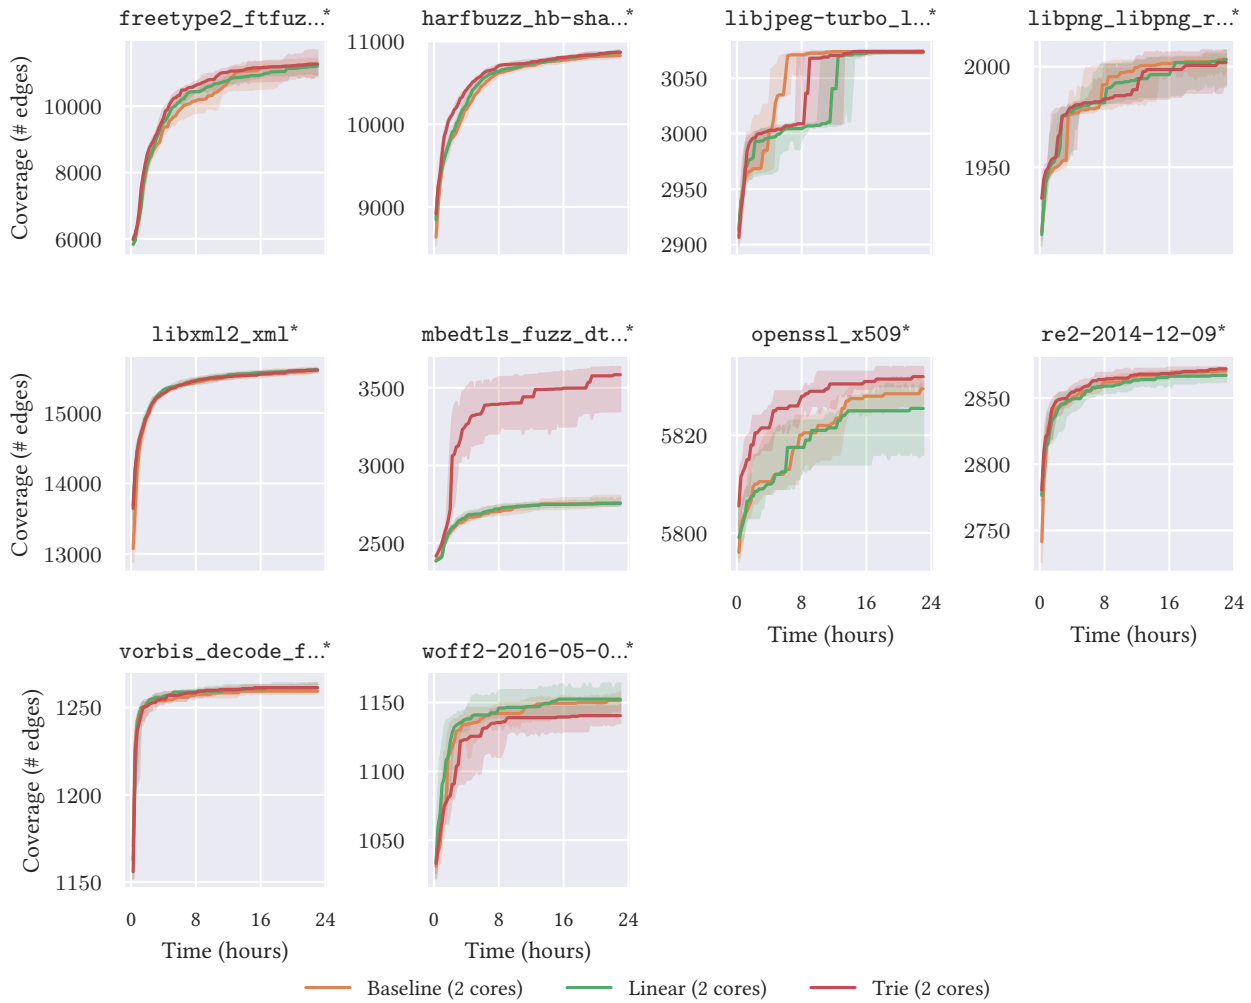 freetype2_ftfuz...* harfbuzz_hb-sha...* libjpeg-turbo_l...* libpng_libpng_r...*
Coverage (# edges)
10000
8000
6000
11000
10000
9000
3050
3000
2950
2900
2000
1950
libxml2_xml* mbedtls_fuzz_dt...* openssl_x509* re2-2014-12-09*
Coverage (# edges)
15000
14000
13000
3500
3000
2500
5820
5800
2850
2800
2750
0 8 16 24
Time (hours)
0 8 16 24
Time (hours)
vorbis_decode_f...* woff2-2016-05-0...*
Coverage (# edges)
1250
1200
1150
1150
1100
1050
0 8 16 24
Time (hours)
0 8 16 24
Time (hours)
Baseline (2 cores) Linear (2 cores) Trie (2 cores)